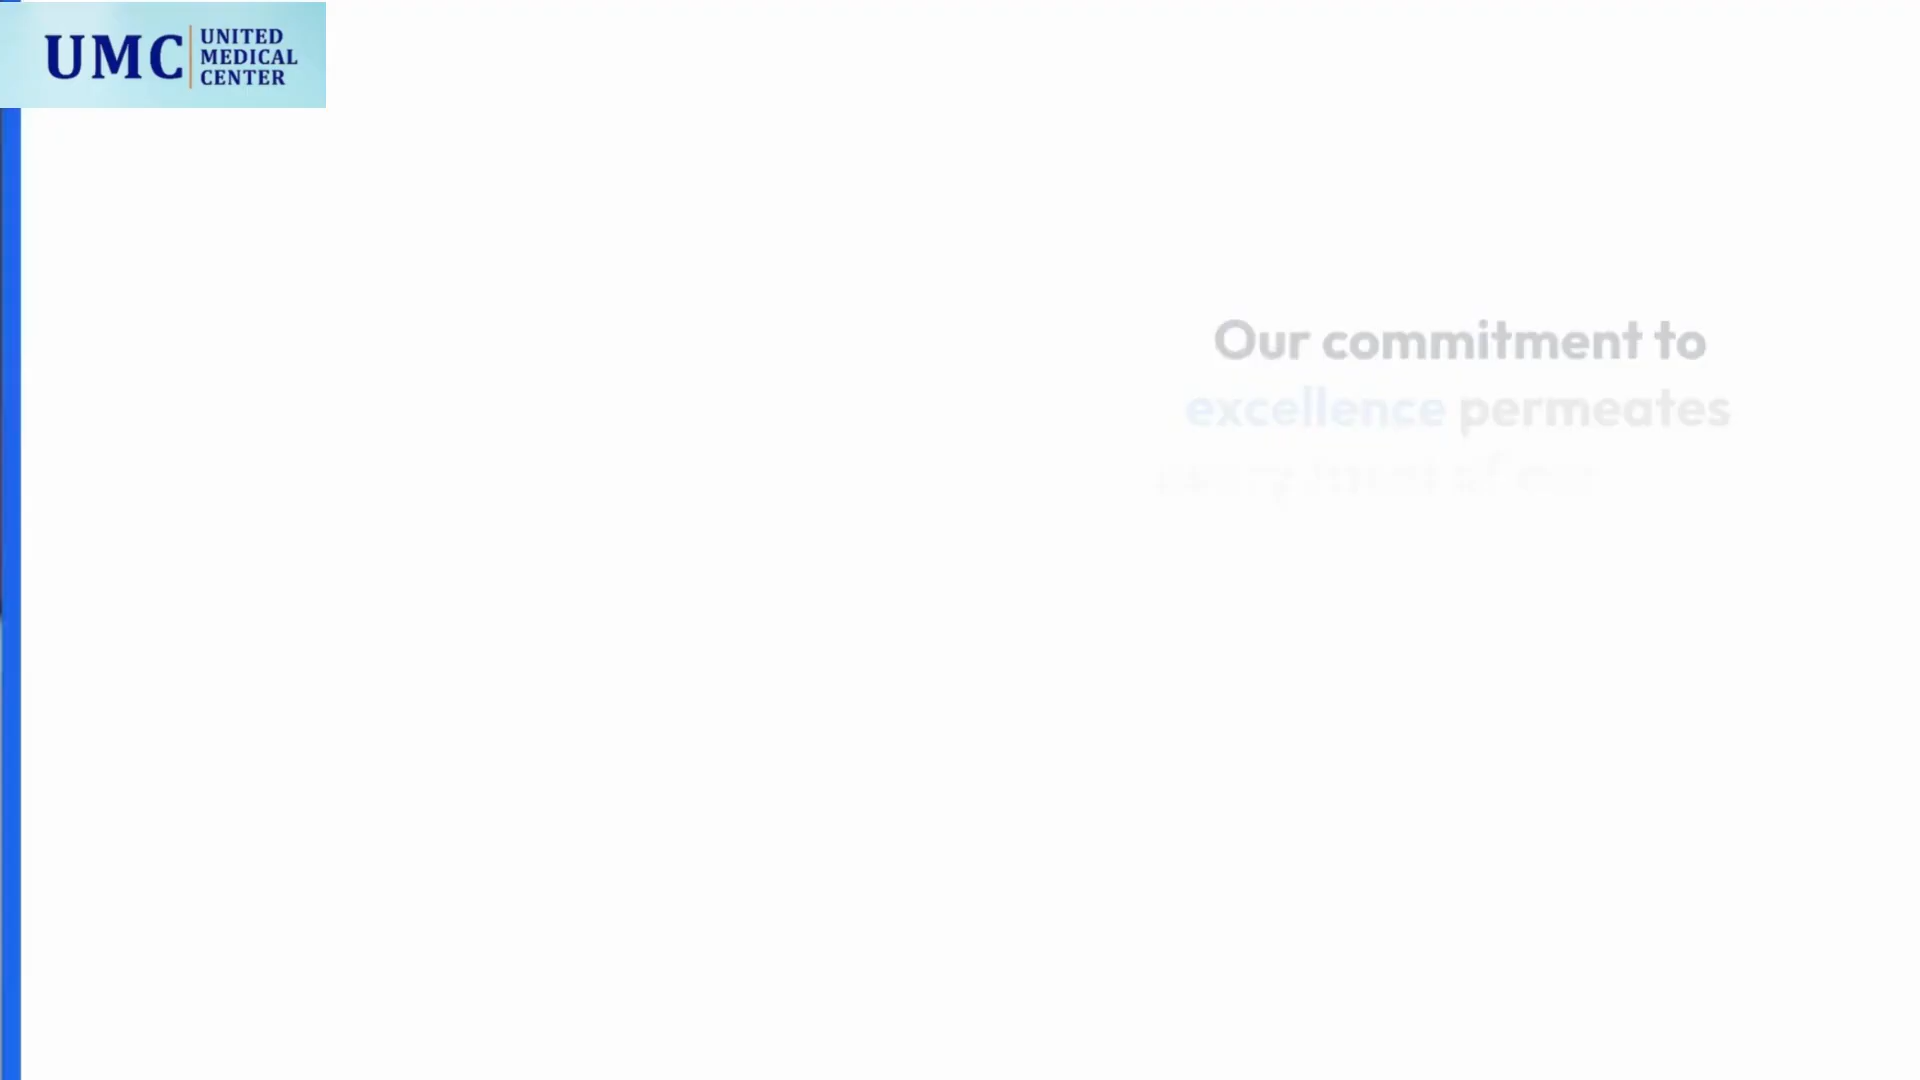 UMC
UNITED
MEDICAL
CENTER
Our commitment to
excellence permeates